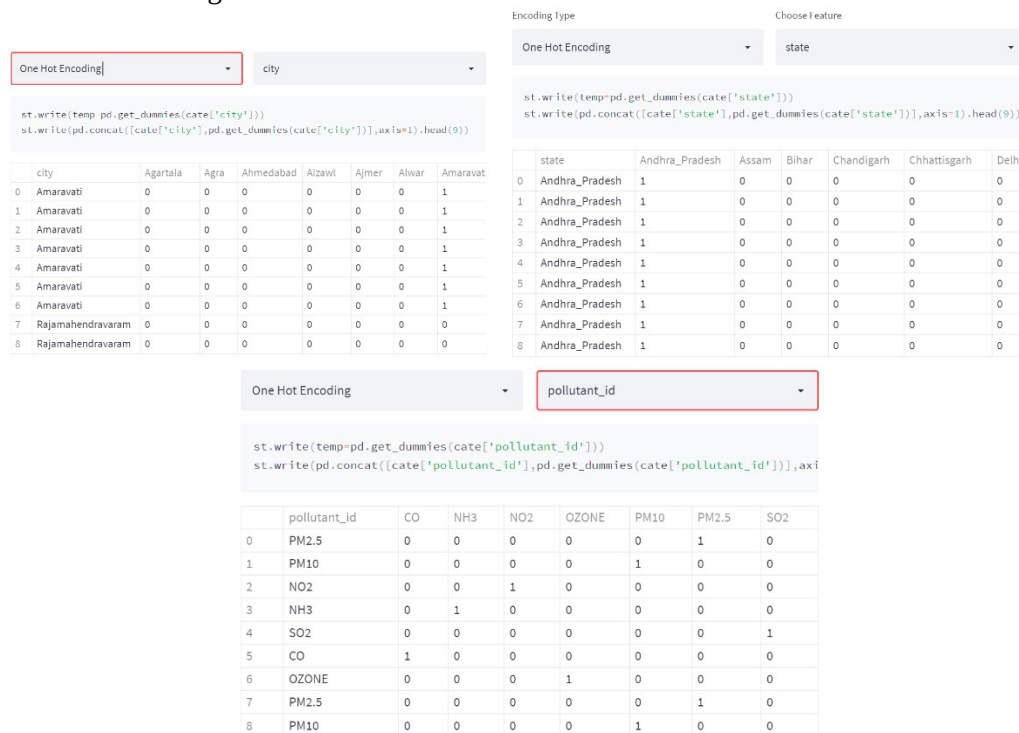 One Hot Encoding city
st.write(temp pd.get_dummies(cate['city']))
st.write(pd.concat([cate['city'],pd.get_dummies(cate['city'])],axis=1).head(9))
city Agartala Agra Ahmedabad Aizawl Ajmer Alwar Amaravat
0 Amaravati 0 0 0 0 0 0 1
1 Amaravati 0 0 0 0 0 0 1
2 Amaravati 0 0 0 0 0 0 1
3 Amaravati 0 0 0 0 0 0 1
4 Amaravati 0 0 0 0 0 0 1
5 Amaravati 0 0 0 0 0 0 1
6 Amaravati 0 0 0 0 0 0 1
7 Rajamahendravaram 0 0 0 0 0 0 0
8 Rajamahendravaram 0 0 0 0 0 0 0
Encoding Type Choose Feature
One Hot Encoding state
st.write(temp=pd.get_dummies(cate['state']))
st.write(pd.concat([cate['state'],pd.get_dummies(cate['state'])],axis=1).head(9))
state Andhra_Pradesh Assam Bihar Chandigarh Chhattisgarh Delh
0 Andhra_Pradesh 1 0 0 0 0 0
1 Andhra_Pradesh 1 0 0 0 0 0
2 Andhra_Pradesh 1 0 0 0 0 0
3 Andhra_Pradesh 1 0 0 0 0 0
4 Andhra_Pradesh 1 0 0 0 0 0
5 Andhra_Pradesh 1 0 0 0 0 0
6 Andhra_Pradesh 1 0 0 0 0 0
7 Andhra_Pradesh 1 0 0 0 0 0
8 Andhra_Pradesh 1 0 0 0 0 0
One Hot Encoding pollutant_id
st.write(temp=pd.get_dummies(cate['pollutant_id']))
st.write(pd.concat([cate['pollutant_id'],pd.get_dummies(cate['pollutant_id'])],axi
pollutant_id CO NH3 NO2 OZONE PM10 PM2.5 SO2
0 PM2.5 0 0 0 0 0 1 0
1 PM10 0 0 0 0 1 0 0
2 NO2 0 0 1 0 0 0 0
3 NH3 0 1 0 0 0 0 0
4 SO2 0 0 0 0 0 0 1
5 CO 1 0 0 0 0 0 0
6 OZONE 0 0 0 1 0 0 0
7 PM2.5 0 0 0 0 0 1 0
8 PM10 0 0 0 0 1 0 0